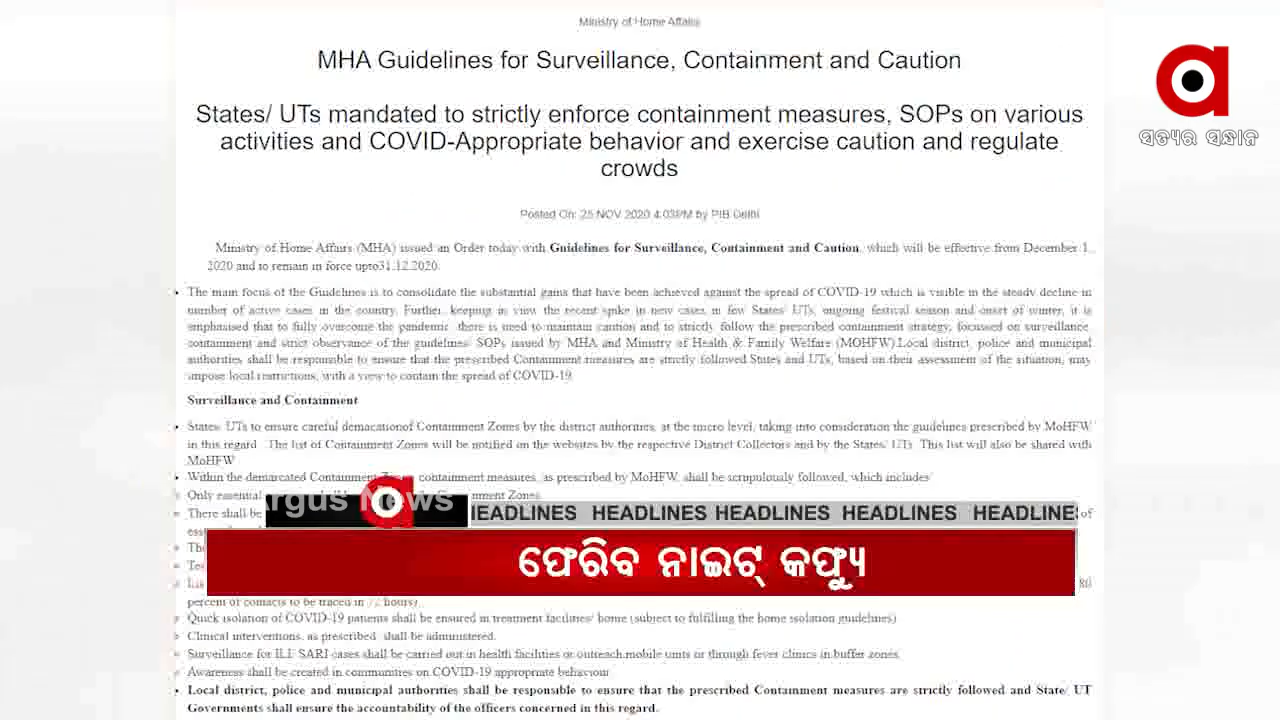 Ministry of Home Affairs
MHA Guidelines for Surveillance, Containment and Caution
States/ UTs mandated to strictly enforce containment measures, SOPs on various
activities and COVID-Appropriate behavior and exercise caution and regulate
crowds
ସତ୍ୟର ସନ୍ଧାନ
Posted On: 25 NOV 2020 4:03PM by PIB Delhi
Ministry of Home Affairs (MHA) issued an Order today with Guidelines for Surveillance, Containment and Caution, which will be effective from December 1,
2020 and to remain in force upto31.12.2020.
The main focus of the Guidelines is to consolidate the substantial gains that have been achieved against the spread of COVID-19 which is visible in the steady decline in
number of active cases in the country. Further, keeping in view the recent spike in new cases in few States/ UTs, ongoing festival season and onset of winter, it is
emphasised that to fully overcome the pandemic, there is need to maintain caution and to strictly follow the prescribed containment strategy, focussed on surveillance,
containment and strict observance of the guidelines/ SOPs issued by MHA and Ministry of Health & Family Welfare (MOHFW).Local district, police and municipal
authorities shall be responsible to ensure that the prescribed Containment measures are strictly followed States and UTs, based on their assessment of the situation, may
impose local restrictions, with a view to contain the spread of COVID-19.
Surveillance and Containment
States/ UTs to ensure careful demacationof Containment Zones by the district authorities, at the micro level, taking into consideration the guidelines prescribed by MoHFW
in this regard. The list of Containment Zones will be notified on the websites by the respective District Collectors and by the States/ UTs. This list will also be shared with
MoHFW
Within the demarcated Containment containment measures, as prescribed by MoHFW, shall be scrupulously followed, which includes
Only essential Zones.
There shall be of
Argus News
HEADLINES HEADLINES HEADLINES HEADLINES HEADLINE
ଫେରିବ ନାଇଟ୍ କର୍ଫ୍ୟୁ
80
percent of contacts to be traced in 72 hours).
Quick isolation of COVID-19 patients shall be ensured in treatment facilities/ home (subject to fulfilling the home isolation guidelines).
Clinical interventions, as prescribed, shall be administered.
Surveillance for ILI/ SARI cases shall be carried out in health facilities or outreach mobile units or through fever clinics in buffer zones.
Awareness shall be created in communities on COVID-19 appropriate behaviour
Local district, police and municipal authorities shall be responsible to ensure that the prescribed Containment measures are strictly followed and State/ UT
Governments shall ensure the accountability of the officers concerned in this regard.